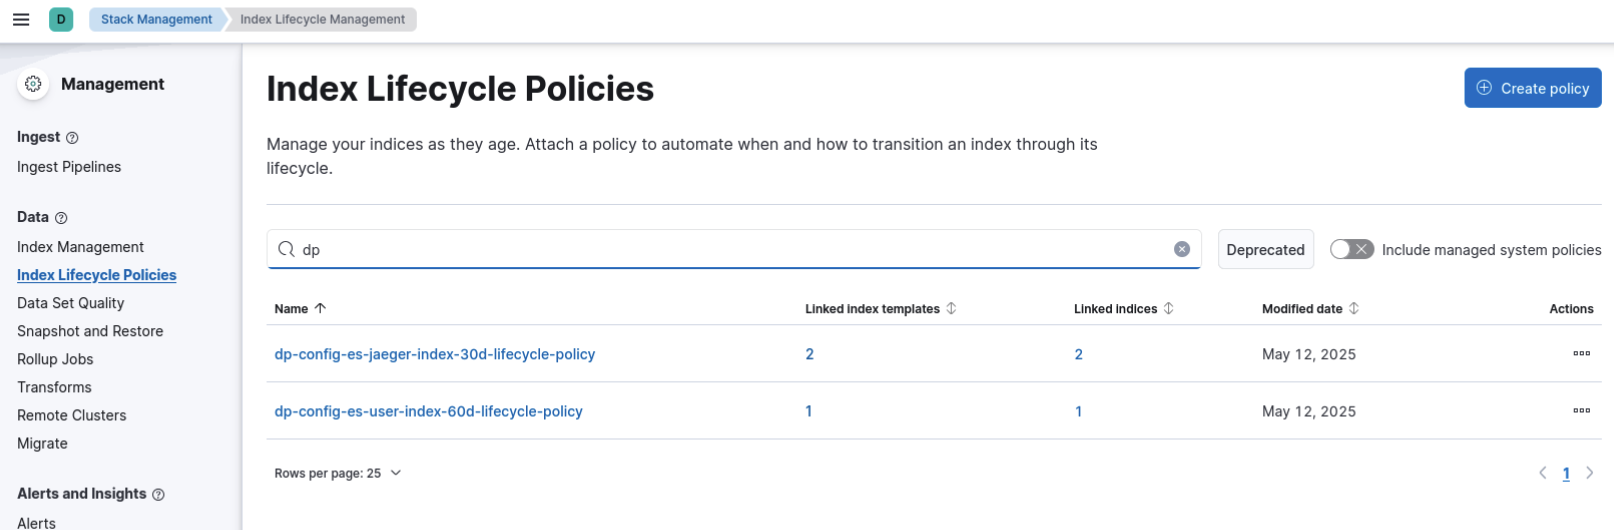 D Stack Management Index Lifecycle Management
Management
Ingest
Ingest Pipelines
Data
Index Management
Index Lifecycle Policies
Data Set Quality
Snapshot and Restore
Rollup Jobs
Transforms
Remote Clusters
Migrate
Alerts and Insights
Alerts
Index Lifecycle Policies
Create policy
Manage your indices as they age. Attach a policy to automate when and how to transition an index through its
lifecycle.
dp Deprecated Include managed system policies
Name Linked index templates Linked indices Modified date Actions
dp-config-es-jaeger-index-30d-lifecycle-policy 2 2 May 12, 2025
dp-config-es-user-index-60d-lifecycle-policy 1 1 May 12, 2025
Rows per page: 25 1